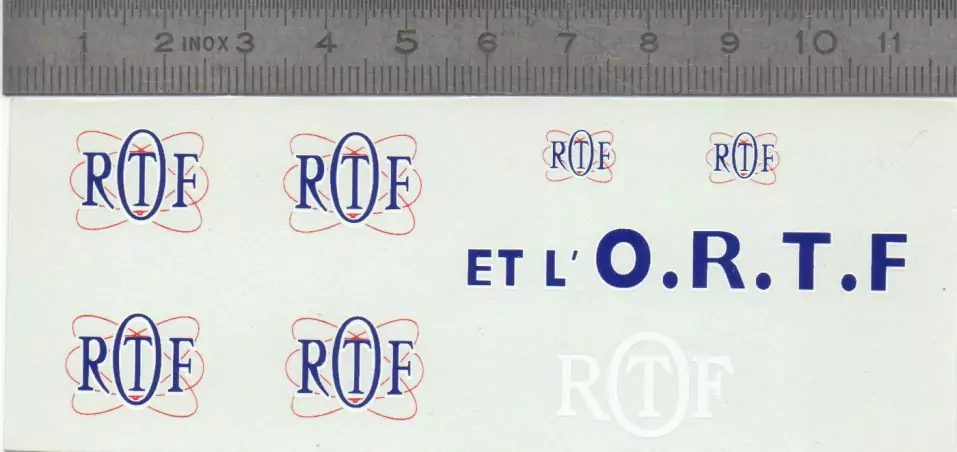 1 2 INOX 3 4 5 6 7 8 9 10 11
RTF RTF RTF RTF
ET L' O.R.T.F
RTF RTF RTF